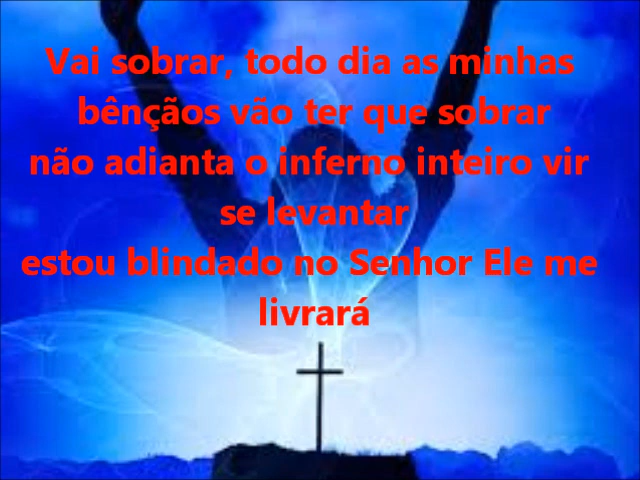 Vai sobrar, todo dia as minhas
bênçãos vão ter que sobrar
não adianta o inferno inteiro vir
se levantar
estou blindado no Senhor Ele me
livrará